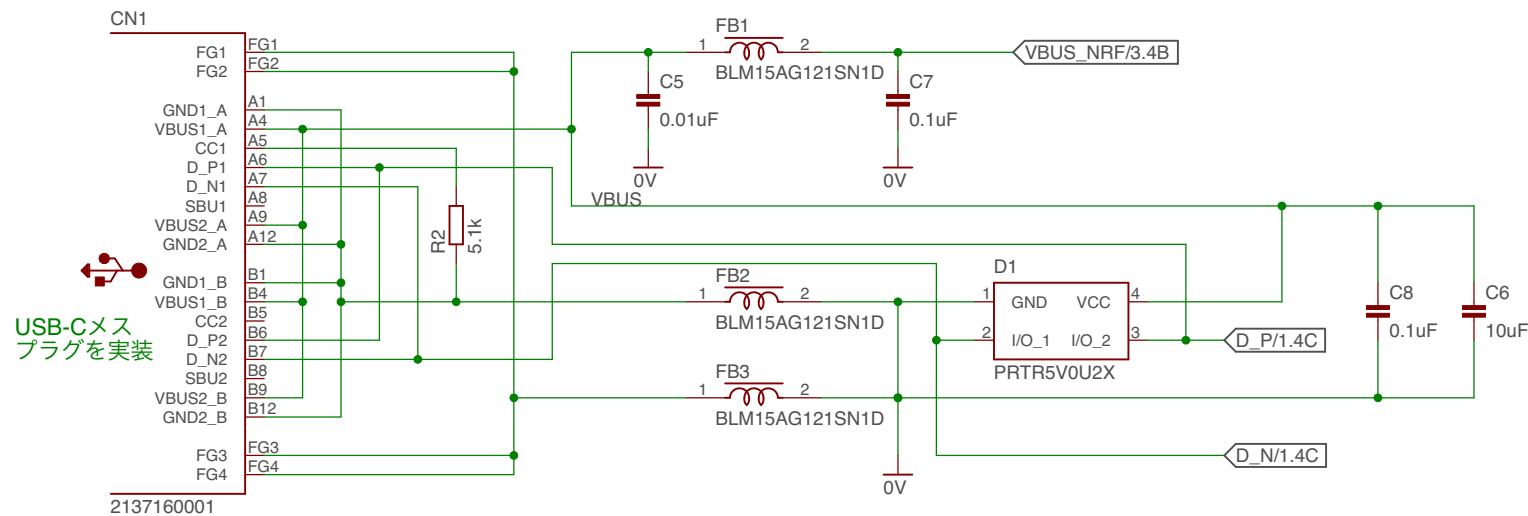 CN1
FG1 FG1
FG2 FG2
GND1_A A1
VBUS1_A A4
CC1 A5
D_P1 A6
D_N1 A7
SBU1 A8
VBUS2_A A9
GND2_A A12
GND1_B B1
VBUS1_B B4
CC2 B5
D_P2 B6
D_N2 B7
SBU2 B8
VBUS2_B B9
GND2_B B12
FG3 FG3
FG4 FG4
2137160001
USB-Cメス
プラグを実装
R2
5.1k
FB1
1 2
BLM15AG121SN1D
C5
0.01uF
0V
C7
0.1uF
0V
VBUS_NRF/3.4B
VBUS
FB2
1 2
BLM15AG121SN1D
FB3
1 2
BLM15AG121SN1D
0V
D1
1 GND VCC 4
2 I/O_1 I/O_2 3
PRTR5V0U2X
C8
0.1uF
C6
10uF
D_P/1.4C
D_N/1.4C